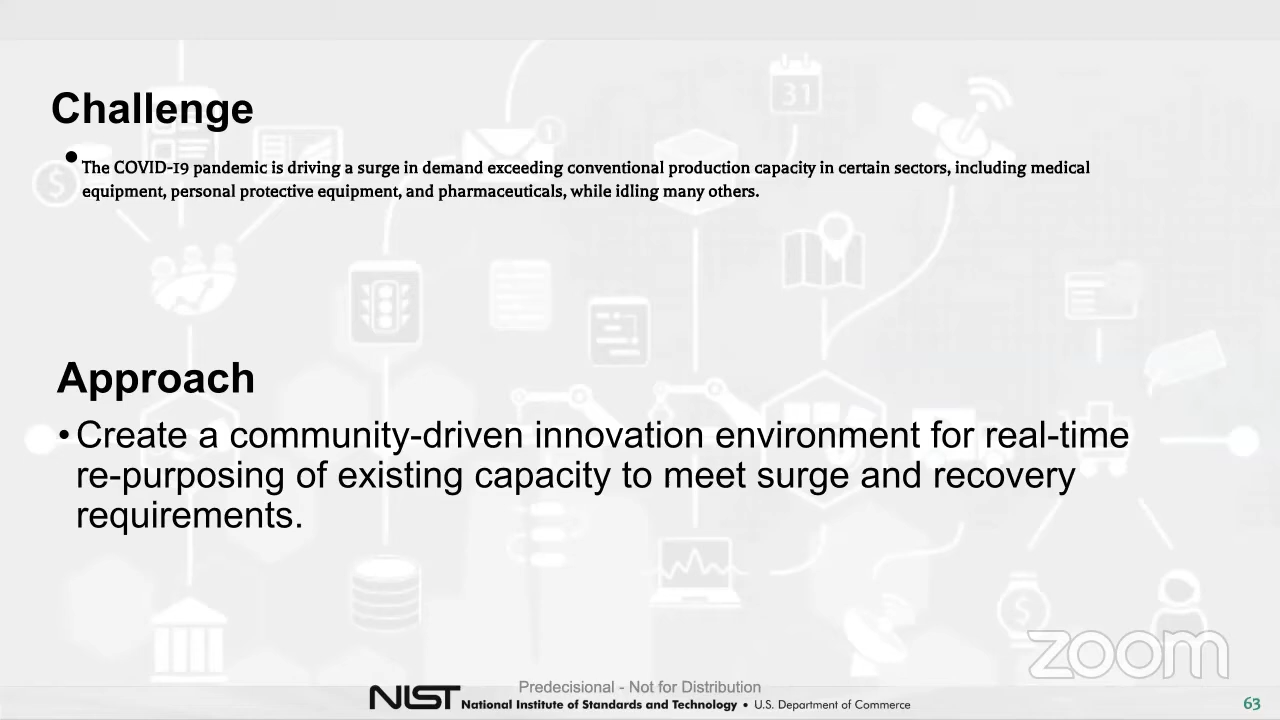 31
1
Challenge
• The COVID-19 pandemic is driving a surge in demand exceeding conventional production capacity in certain sectors, including medical
equipment, personal protective equipment, and pharmaceuticals, while idling many others.
$
Approach
• Create a community-driven innovation environment for real-time
re-purposing of existing capacity to meet surge and recovery
requirements.
$
zoom
Predecisional - Not for Distribution
NIST National Institute of Standards and Technology • U.S. Department of Commerce
63